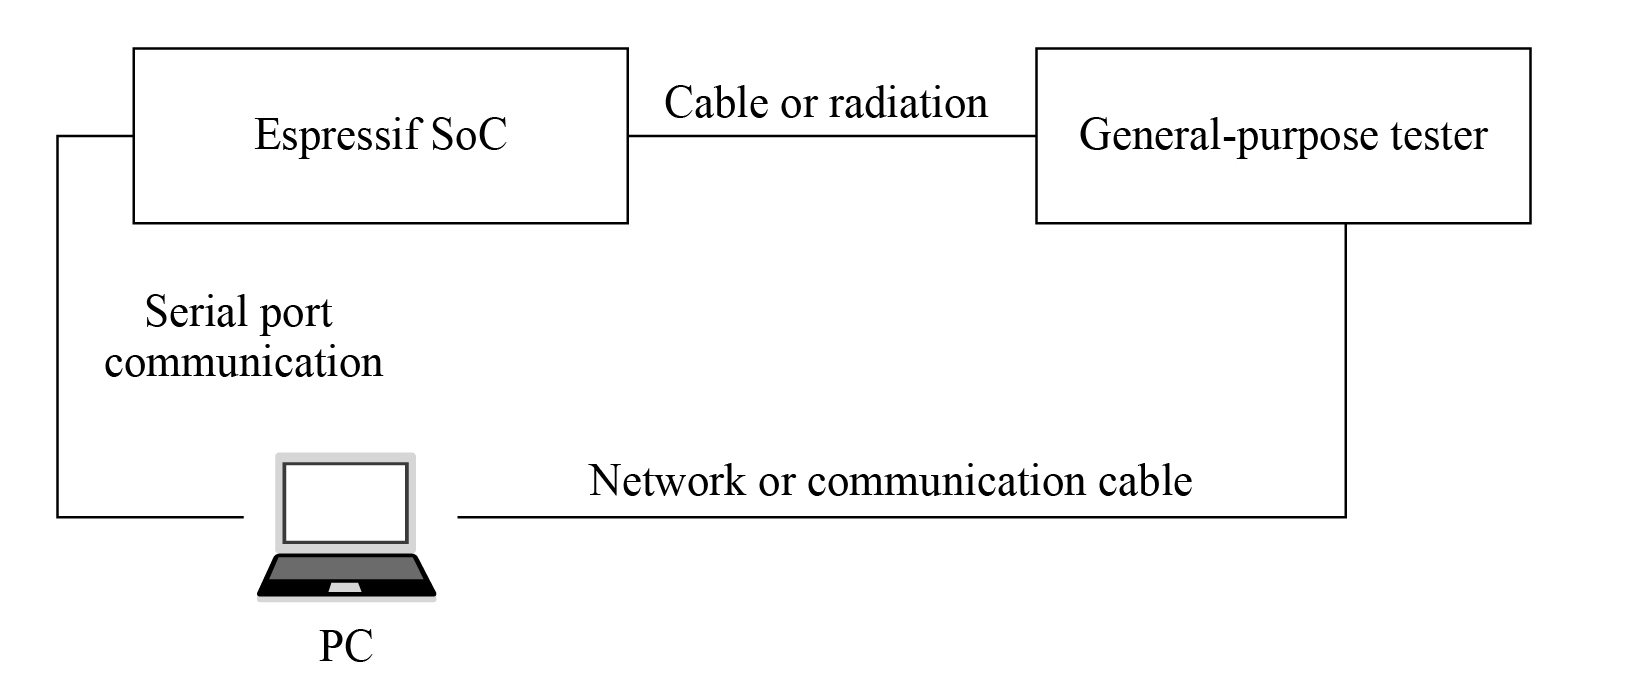 Espressif SoC
Cable or radiation
General-purpose tester
Serial port
communication
Network or communication cable
PC